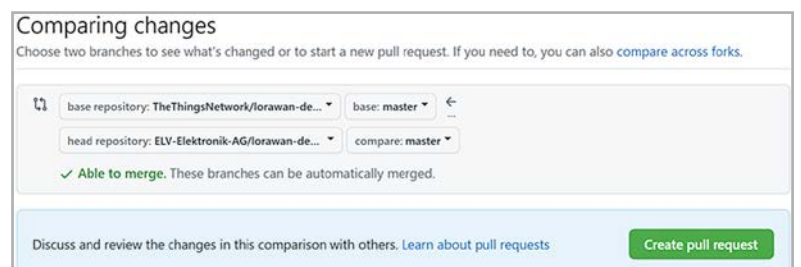 Comparing changes
Choose two branches to see what's changed or to start a new pull request. If you need to, you can also compare across forks.
base repository: TheThingsNetwork/lorawan-de... base: master
...
head repository: ELV-Elektronik-AG/lorawan-de... compare: master
Able to merge. These branches can be automatically merged.
Discuss and review the changes in this comparison with others. Learn about pull requests
Create pull request